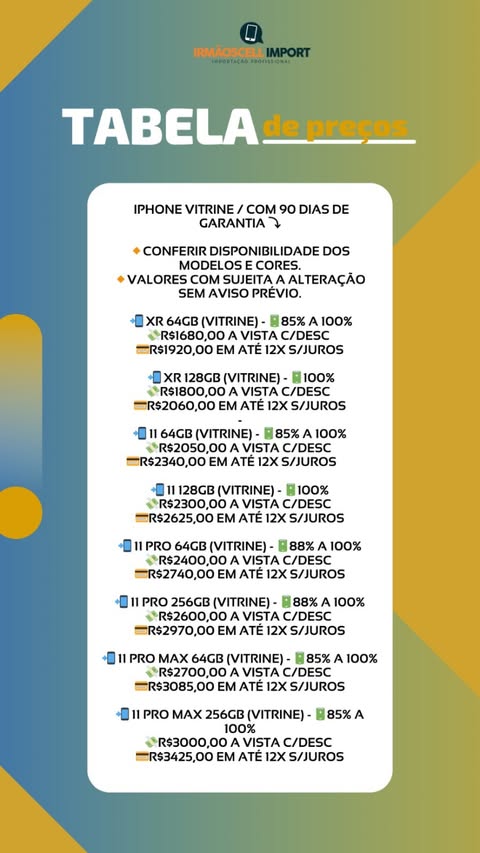 IRMÃOSCELL IMPORT
IMPORTAÇÃO PROFISSIONAL
TABELA de preços
IPHONE VITRINE / COM 90 DIAS DE
GARANTIA ⤵
🔸CONFERIR DISPONIBILIDADE DOS
MODELOS E CORES.
🔸VALORES COM SUJEITA A ALTERAÇÃO
SEM AVISO PRÉVIO.
📲XR 64GB (VITRINE) - 🔋85% A 100%
💸R$1680,00 A VISTA C/DESC
💳R$1920,00 EM ATÉ 12X S/JUROS
📲XR 128GB (VITRINE) - 🔋100%
💸R$1800,00 A VISTA C/DESC
💳R$2060,00 EM ATÉ 12X S/JUROS
-
📲11 64GB (VITRINE) - 🔋85% A 100%
💸R$2050,00 A VISTA C/DESC
💳R$2340,00 EM ATÉ 12X S/JUROS
📲11 128GB (VITRINE) - 🔋100%
💸R$2300,00 A VISTA C/DESC
💳R$2625,00 EM ATÉ 12X S/JUROS
📲11 PRO 64GB (VITRINE) - 🔋88% A 100%
💸R$2400,00 A VISTA C/DESC
💳R$2740,00 EM ATÉ 12X S/JUROS
📲11 PRO 256GB (VITRINE) - 🔋88% A 100%
💸R$2600,00 A VISTA C/DESC
💳R$2970,00 EM ATÉ 12X S/JUROS
📲11 PRO MAX 64GB (VITRINE) - 🔋85% A 100%
💸R$2700,00 A VISTA C/DESC
💳R$3085,00 EM ATÉ 12X S/JUROS
📲11 PRO MAX 256GB (VITRINE) - 🔋85% A
100%
💸R$3000,00 A VISTA C/DESC
💳R$3425,00 EM ATÉ 12X S/JUROS